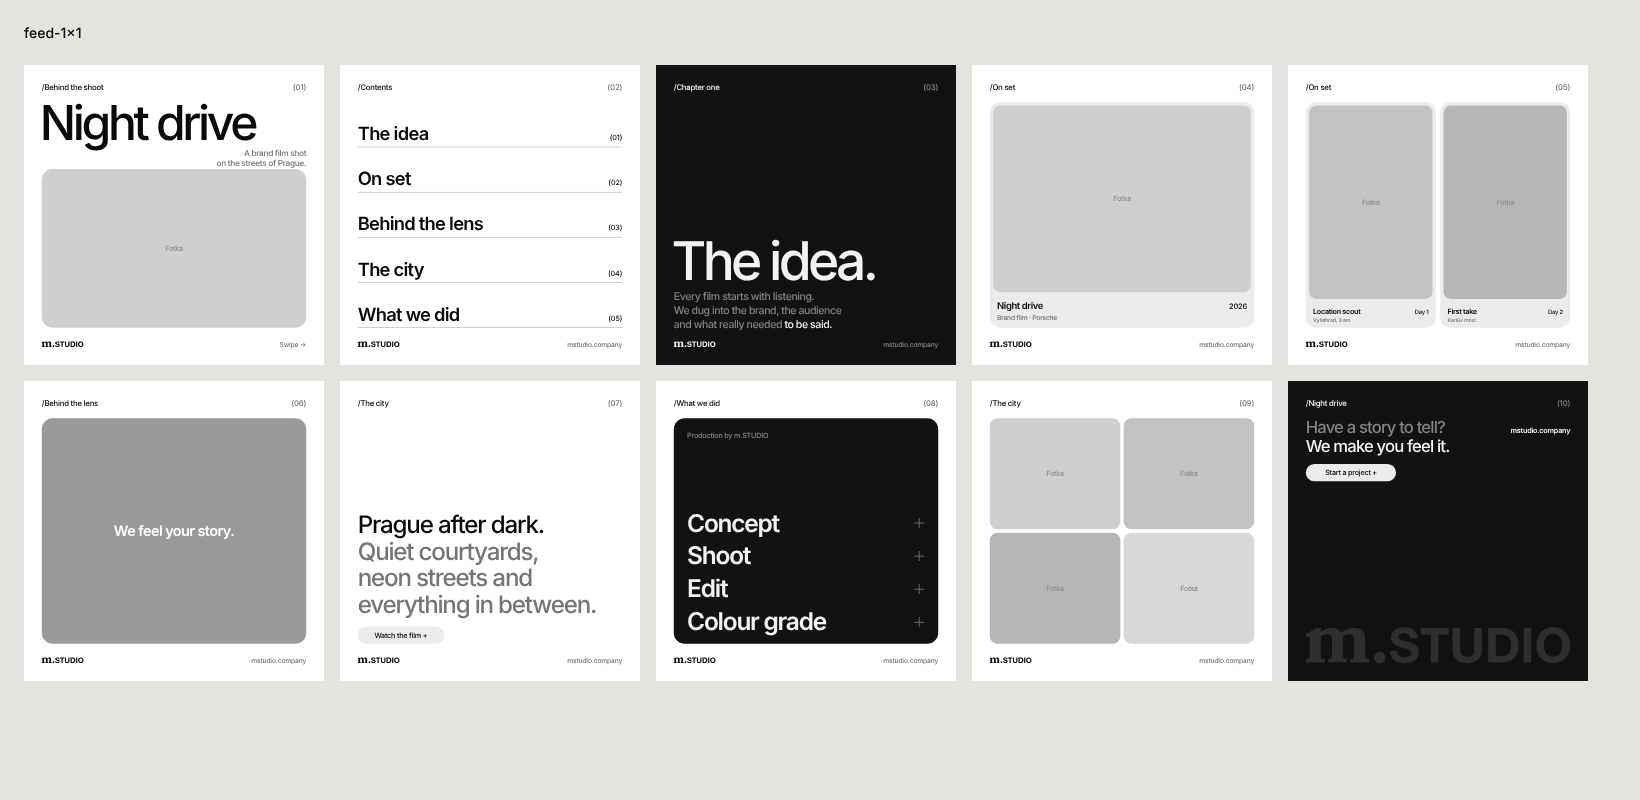 feed-1×1
/Behind the shoot
(01)
Night drive
A brand film shot
on the streets of Prague.
Fotka
m.STUDIO
Swipe →
/Contents
(02)
The idea
(01)
On set
(02)
Behind the lens
(03)
The city
(04)
What we did
(05)
m.STUDIO
mstudio.company
/Chapter one
(03)
The idea.
Every film starts with listening.
We dug into the brand, the audience
and what really needed to be said.
m.STUDIO
mstudio.company
/On set
(04)
Fotka
Night drive
2026
Brand film · Porsche
m.STUDIO
mstudio.company
/On set
(05)
Fotka
Location scout
Day 1
Vyšehrad, 3 am
Fotka
First take
Day 2
Karlův most
m.STUDIO
mstudio.company
/Behind the lens
(06)
We feel your story.
m.STUDIO
mstudio.company
/The city
(07)
Prague after dark.
Quiet courtyards,
neon streets and
everything in between.
Watch the film +
m.STUDIO
mstudio.company
/What we did
(08)
Production by m.STUDIO
Concept +
Shoot +
Edit +
Colour grade +
m.STUDIO
mstudio.company
/The city
(09)
Fotka
Fotka
Fotka
Fotka
m.STUDIO
mstudio.company
/Night drive
(10)
Have a story to tell?
We make you feel it.
mstudio.company
Start a project +
m.STUDIO